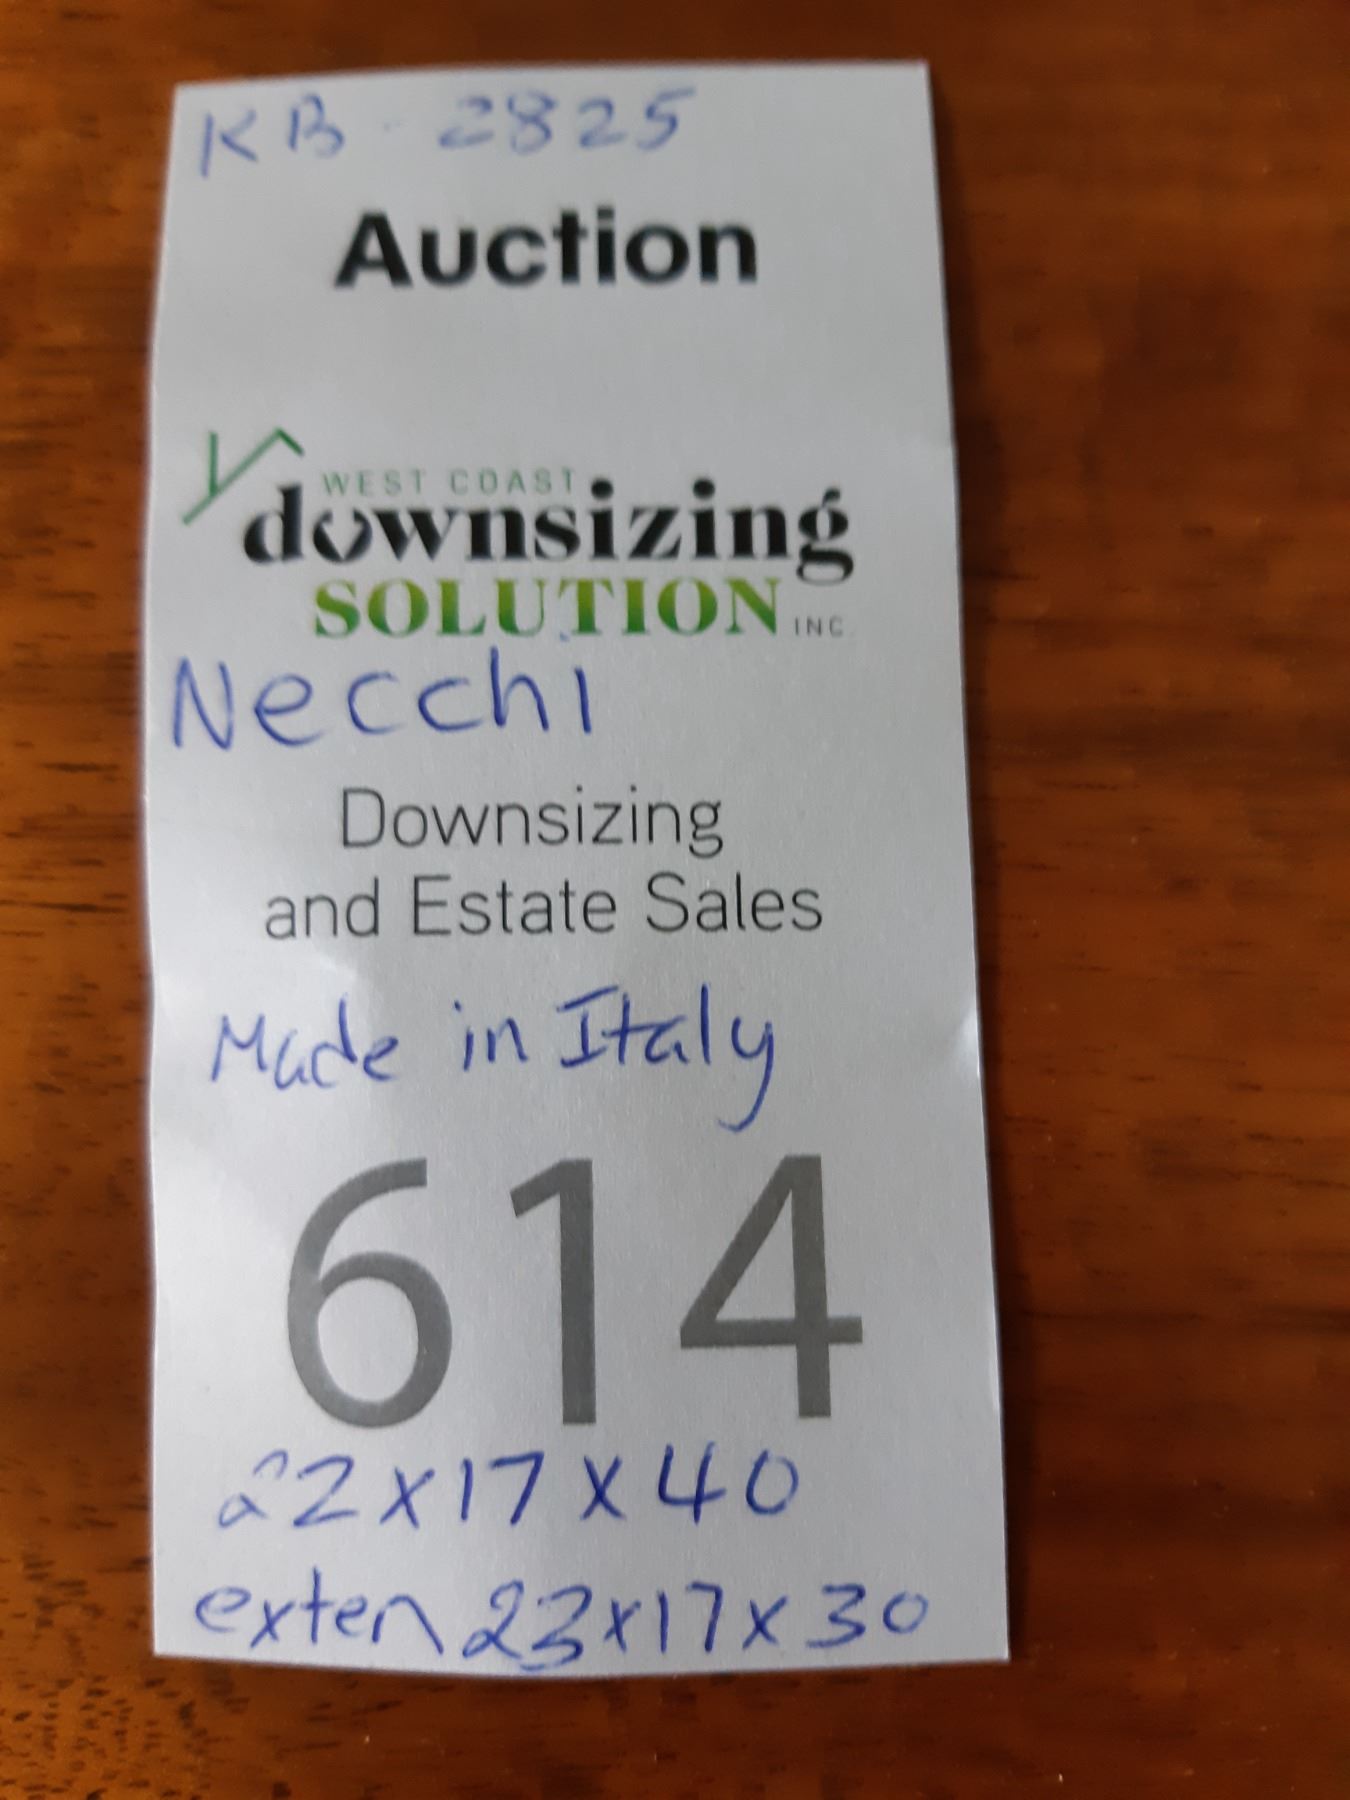 KB - 2825
Auction
WEST COAST
downsizing
SOLUTION INC
Necchi
Downsizing
and Estate Sales
Made in Italy
614
22x17x40
exten 23x17x30